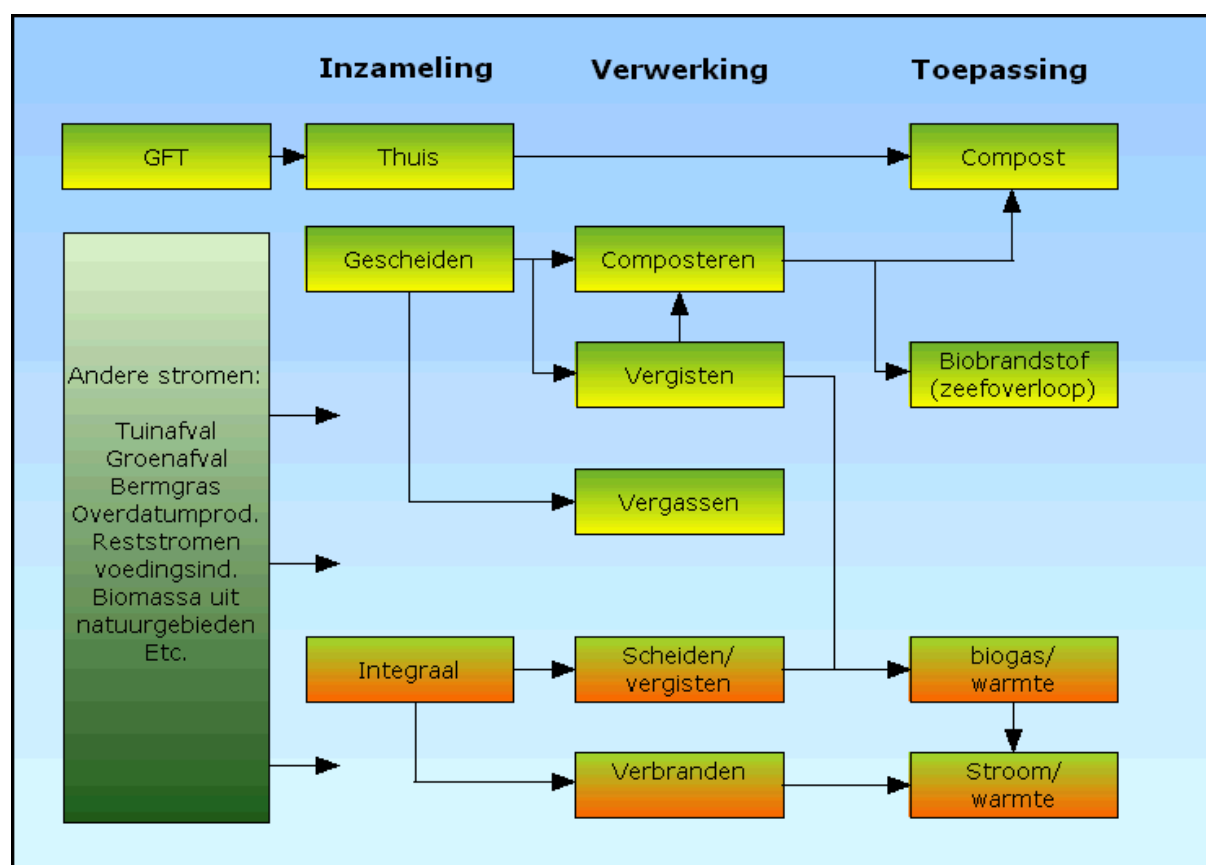 Inzameling
Verwerking
Toepassing
GFT
Thuis
Compost
Gescheiden
Composteren
Andere stromen:
Tuinafval
Groenafval
Bermgras
Overdatumprod.
Reststromen
voedingsind.
Biomassa uit
natuurgebieden
Etc.
Vergisten
Biobrandstof
(zeefoverloop)
Vergassen
Integraal
Scheiden/
vergisten
biogas/
warmte
Verbranden
Stroom/
warmte